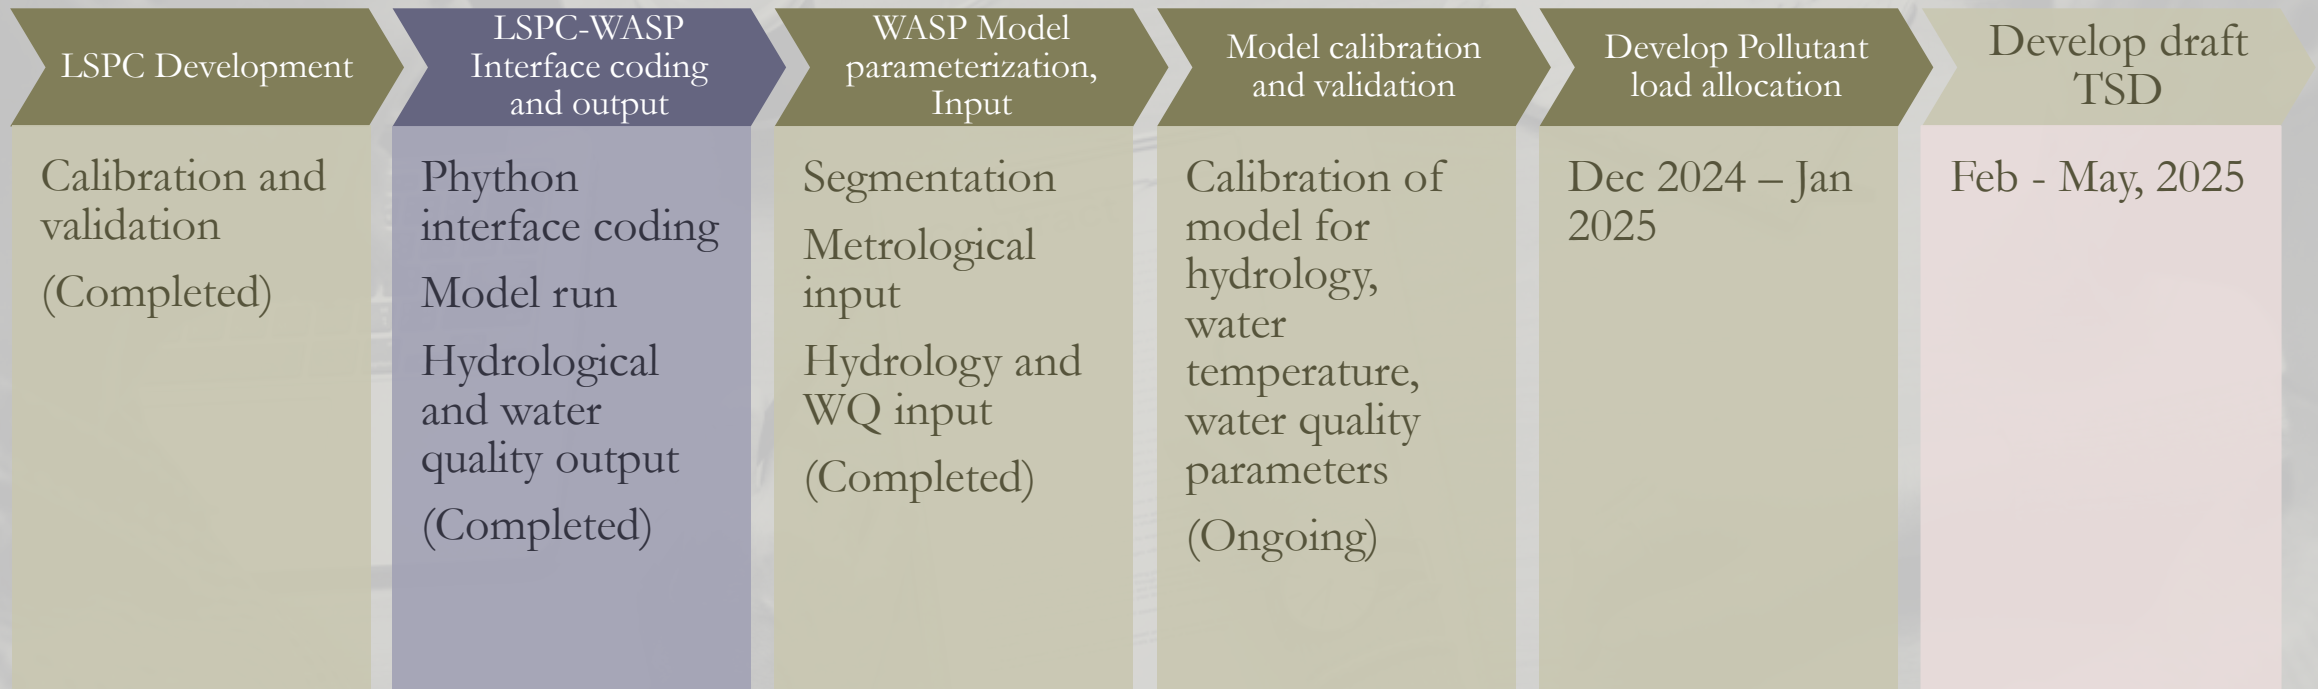 LSPC Development
Calibration and
validation
(Completed)
LSPC-WASP
Interface coding
and output
Phython
interface coding
Model run
Hydrological
and water
quality output
(Completed)
WASP Model
parameterization,
Input
Segmentation
Metrological
input
Hydrology and
WQ input
(Completed)
Model calibration
and validation
Calibration of
model for
hydrology,
water
temperature,
water quality
parameters
(Ongoing)
Develop Pollutant
load allocation
Dec 2024 – Jan
2025
Develop draft
TSD
Feb - May, 2025